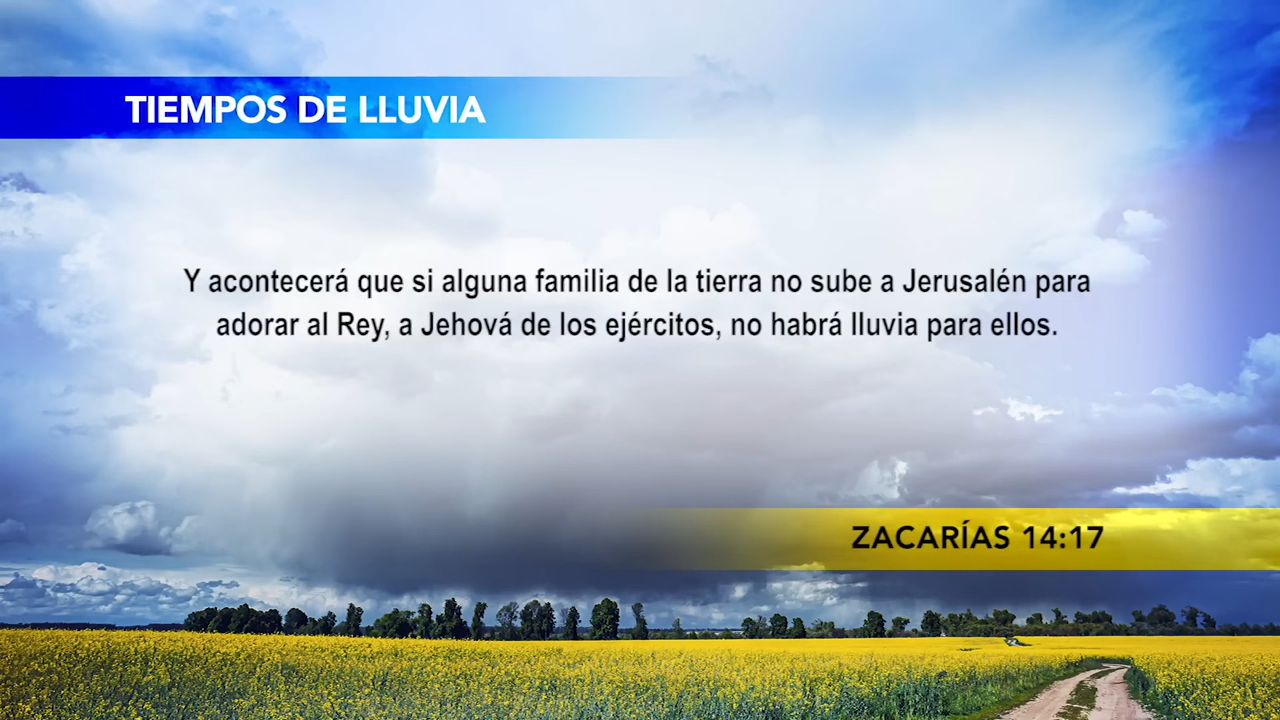 TIEMPOS DE LLUVIA
Y acontecerá que si alguna familia de la tierra no sube a Jerusalén para
adorar al Rey, a Jehová de los ejércitos, no habrá lluvia para ellos.
ZACARÍAS 14:17